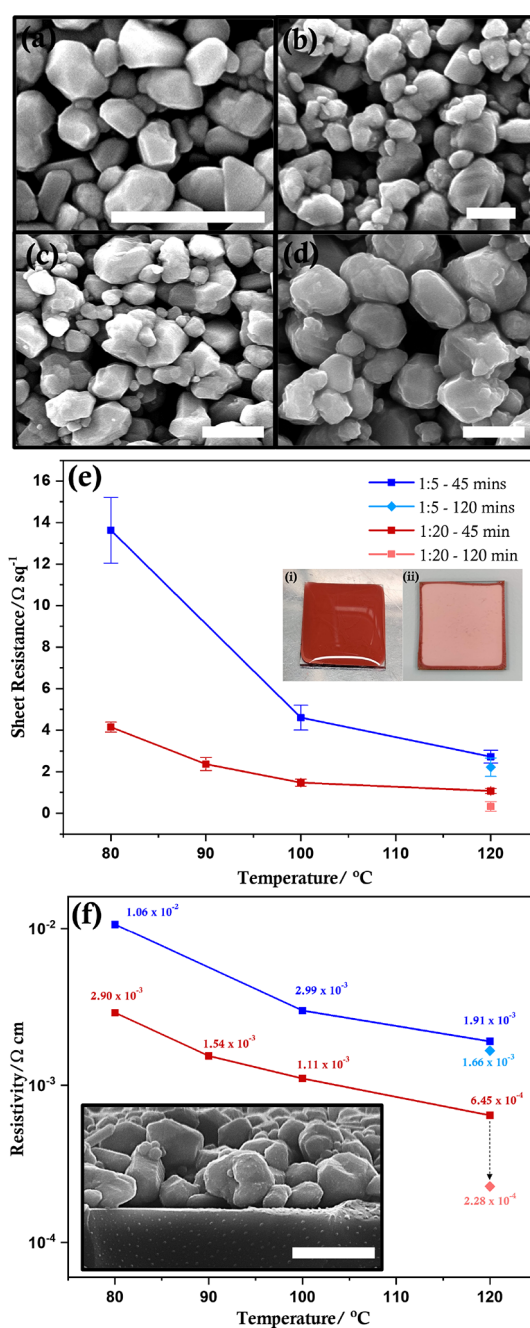 (a)
(b)
(c)
(d)
(e)
1:5 - 45 mins
1:5 - 120 mins
1:20 - 45 min
1:20 - 120 min
(i)
(ii)
Sheet Resistance/Ω sq⁻¹
16
14
12
10
8
6
4
2
0
80
90
100
110
120
Temperature/ °C
(f)
Resistivity/Ω cm
10⁻²
10⁻³
10⁻⁴
1.06 x 10⁻²
2.99 x 10⁻³
1.91 x 10⁻³
1.66 x 10⁻³
2.90 x 10⁻³
1.54 x 10⁻³
1.11 x 10⁻³
6.45 x 10⁻⁴
2.28 x 10⁻⁴
80
90
100
110
120
Temperature/ °C